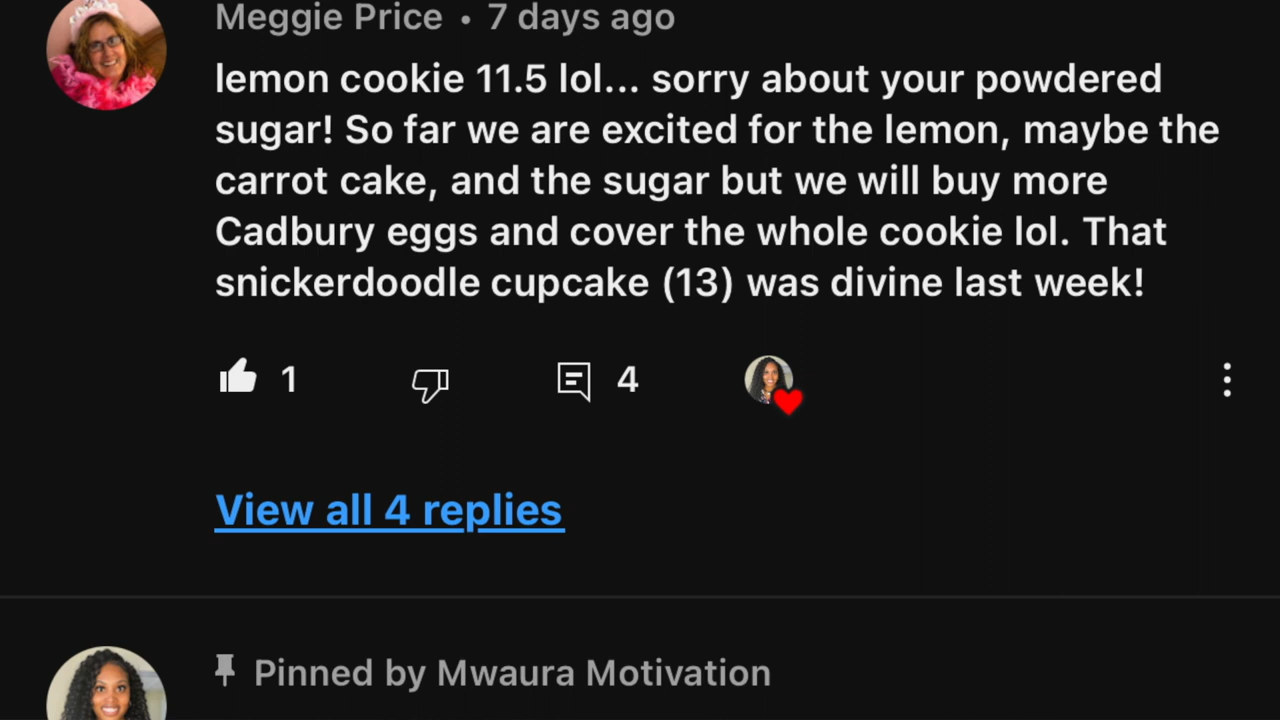 Meggie Price • 7 days ago
lemon cookie 11.5 lol... sorry about your powdered
sugar! So far we are excited for the lemon, maybe the
carrot cake, and the sugar but we will buy more
Cadbury eggs and cover the whole cookie lol. That
snickerdoodle cupcake (13) was divine last week!
1 4
View all 4 replies
Pinned by Mwaura Motivation